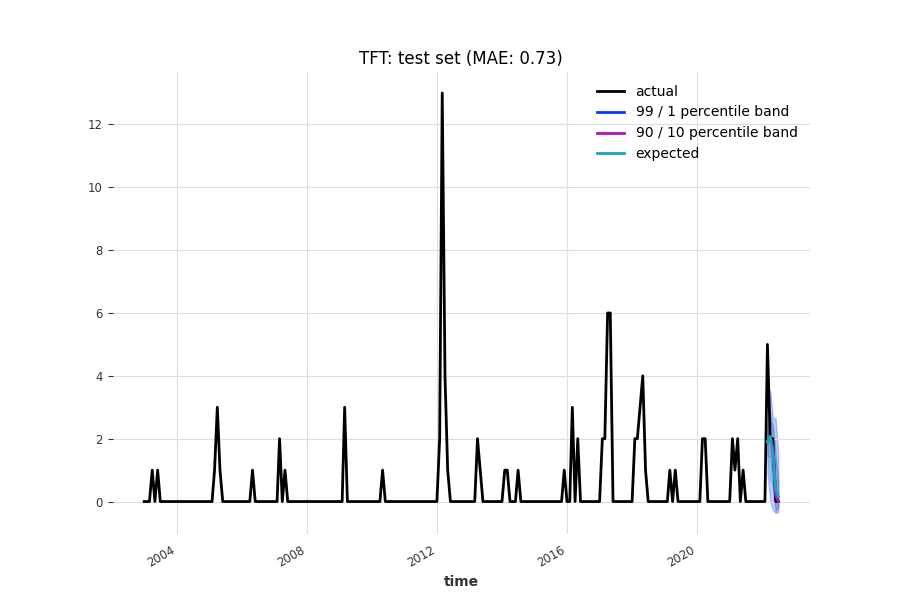 TFT: test set (MAE: 0.73)
actual
99 / 1 percentile band
90 / 10 percentile band
expected
12
10
8
6
4
2
0
2004
2008
2012
2016
2020
time